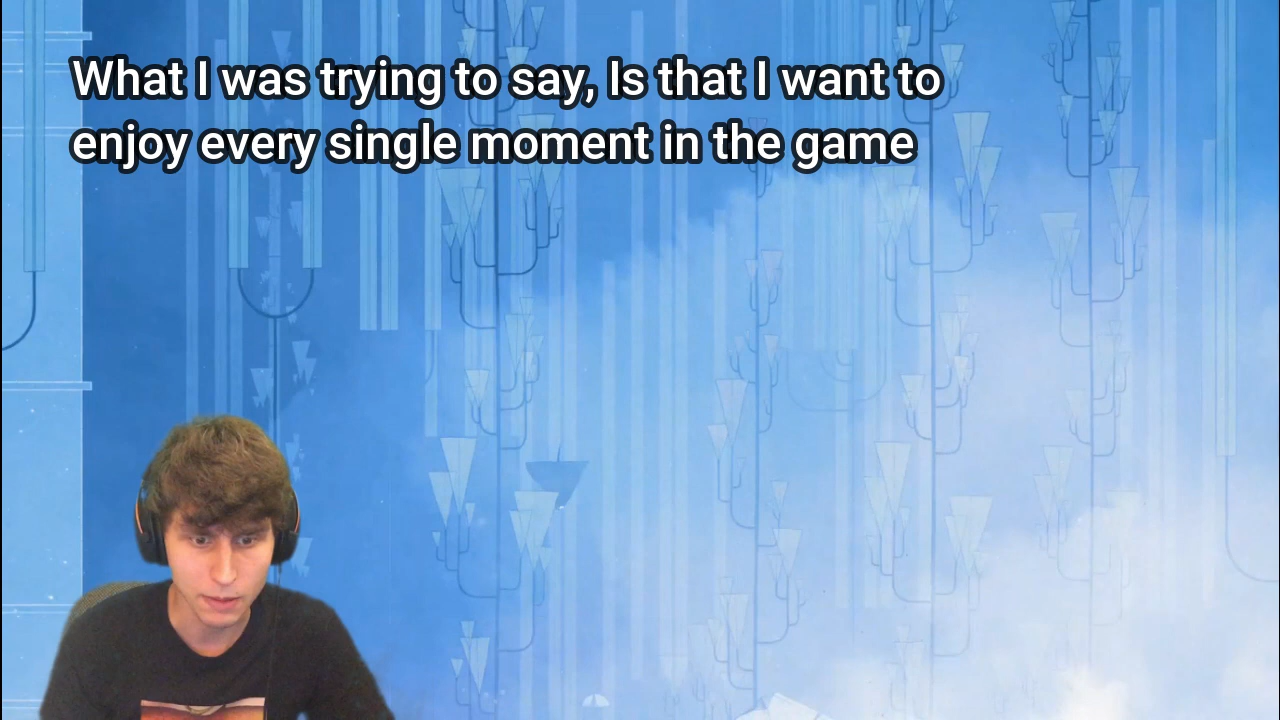 What I was trying to say, Is that I want to
enjoy every single moment in the game